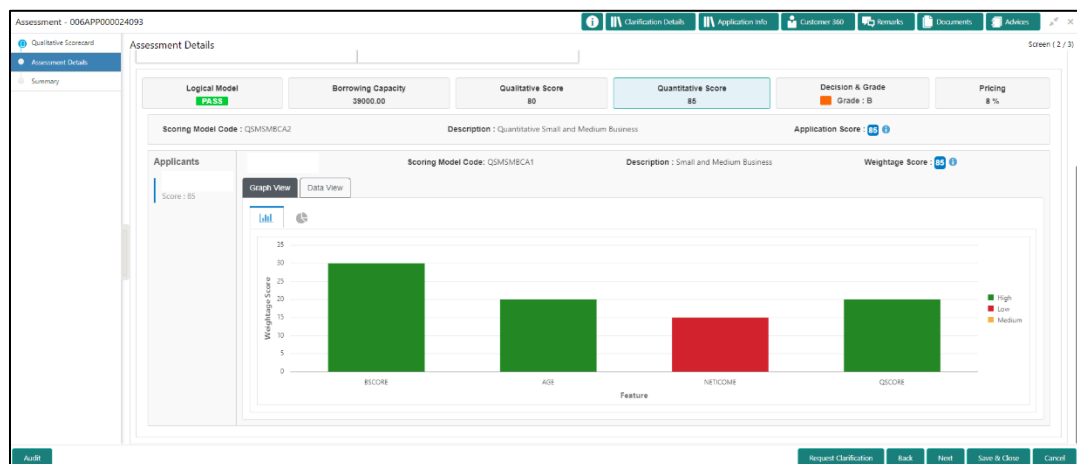 Assessment - 006APP000024093
Clarification Details
Application Info
Customer 360
Remarks
Documents
Advices
Qualitative Scorecard
Assessment Details
Summary
Assessment Details
Screen ( 2 / 3)
Logical Model
PASS
Borrowing Capacity
39000.00
Qualitative Score
80
Quantitative Score
85
Decision & Grade
Grade : B
Pricing
8 %
Scoring Model Code : QSMSMBCA2
Description : Quantitative Small and Medium Business
Application Score : 85
Applicants
Score : 85
Scoring Model Code: QSMSMBCA1
Description : Small and Medium Business
Weightage Score : 85
Graph View
Data View
35
30
25
20
15
10
5
0
Weightage Score
BSCORE
AGE
NETICOME
QSCORE
Feature
High
Low
Medium
Audit
Request Clarification
Back
Next
Save & Close
Cancel